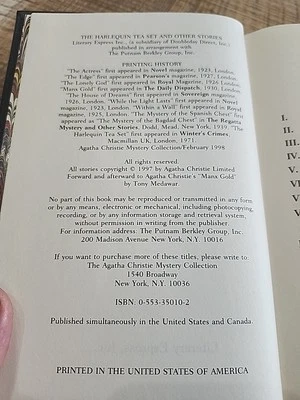 THE HARLEQUIN TEA SET AND OTHER STORIES
Literary Express Inc., (a subsidiary of Doubleday Direct, Inc.)
published in arrangement with
The Putnam Berkley Group, Inc.
PRINTING HISTORY
"The Actress" first appeared in Novel magazine, 1923, London.
"The Edge" first appeared in Pearson's magazine, 1927, London.
"The Lonely God" first appeared in Royal Magazine, 1926 London.
"Manx Gold" first appeared in The Daily Dispatch, 1930, London.
"The House of Dreams" first appeared in Sovereign magazine
1926, London. "While the Light Lasts" first appeared in Novel
magazine, 1923, London. "Within a Wall" first appeared in Royal
magazine, 1925, London. "The Mystery of the Spanish Chest" first
appeared as "The Mystery of the Bagdad Chest" in The Regatta
Mystery and Other Stories, Dodd, Mead, New York, 1939. "The
Harlequin Tea Set" first appeared in Winter's Crimes,
Macmillan UK, London, 1971.
Agatha Christie Mystery Collection/February 1998
All rights reserved.
All stories copyright © 1997 by Agatha Christie Limited
Forward and afterward to Agatha Christie's "Manx Gold" by
Tony Medawar.
No part of this book may be reproduced or transmitted in any form
or by any means, electronic or mechanical, including photocopying,
recording, or by any information storage and retrieval system,
without permission in writing from the publisher.
For information address: The Putnam Berkley Group, Inc.
200 Madison Avenue, New York, N.Y. 10016
If you want to purchase more of these titles, please write to
The Agatha Christie Mystery Collection
1540 Broadway
New York, N.Y. 10036
ISBN: 0-553-35010-2
Published simultaneously in the United States and Canada.
PRINTED IN THE UNITED STATES OF AMERICA
I.
II.
III.
IV.
V.